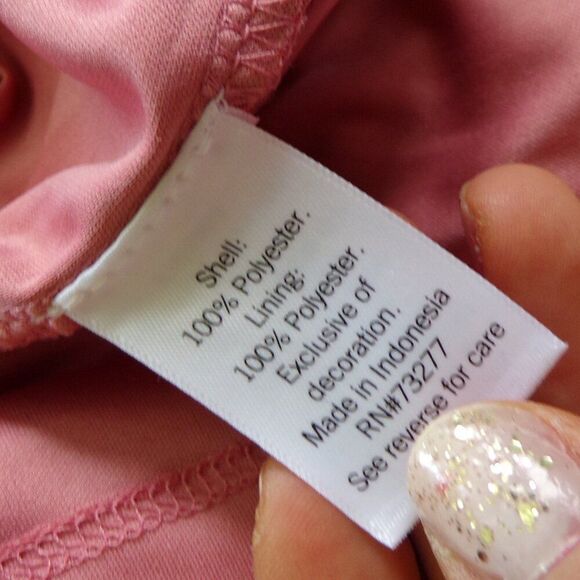 Shell:
100% Polyester.
Lining:
100% Polyester.
Exclusive of
decoration.
Made in Indonesia
RN#73277
See reverse for care